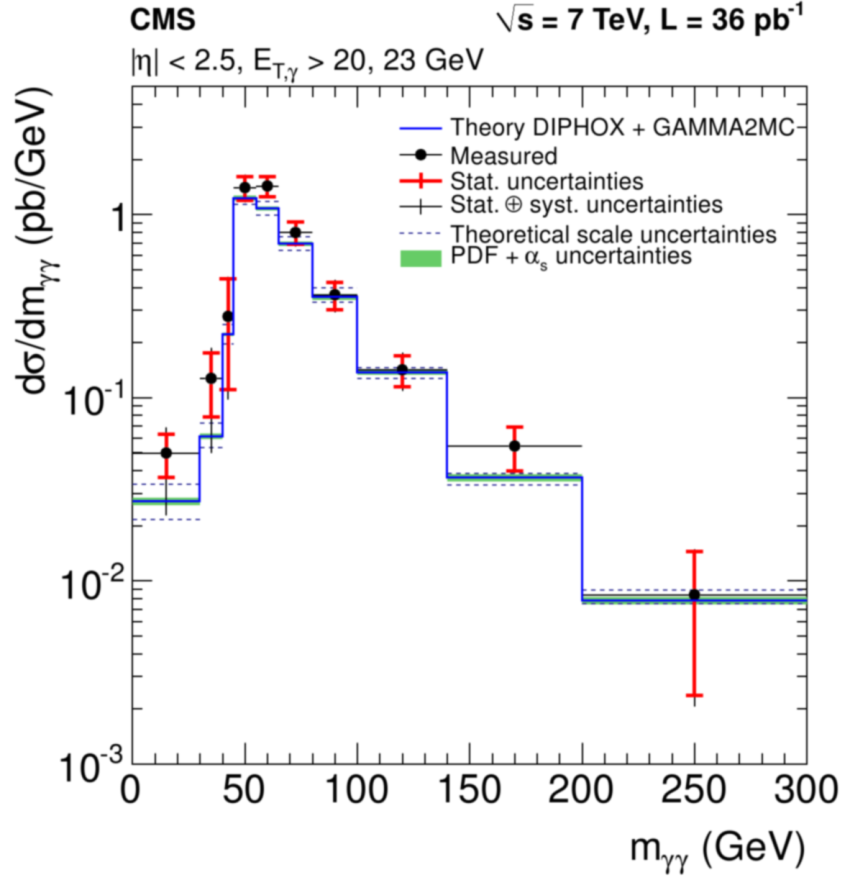 CMS
√s = 7 TeV, L = 36 pb⁻¹
|η| < 2.5, E_T,γ > 20, 23 GeV
Theory DIPHOX + GAMMA2MC
Measured
Stat. uncertainties
Stat. ⊕ syst. uncertainties
Theoretical scale uncertainties
PDF + α_s uncertainties
dσ/dm_γγ (pb/GeV)
1
10⁻¹
10⁻²
10⁻³
0 50 100 150 200 250 300
m_γγ (GeV)